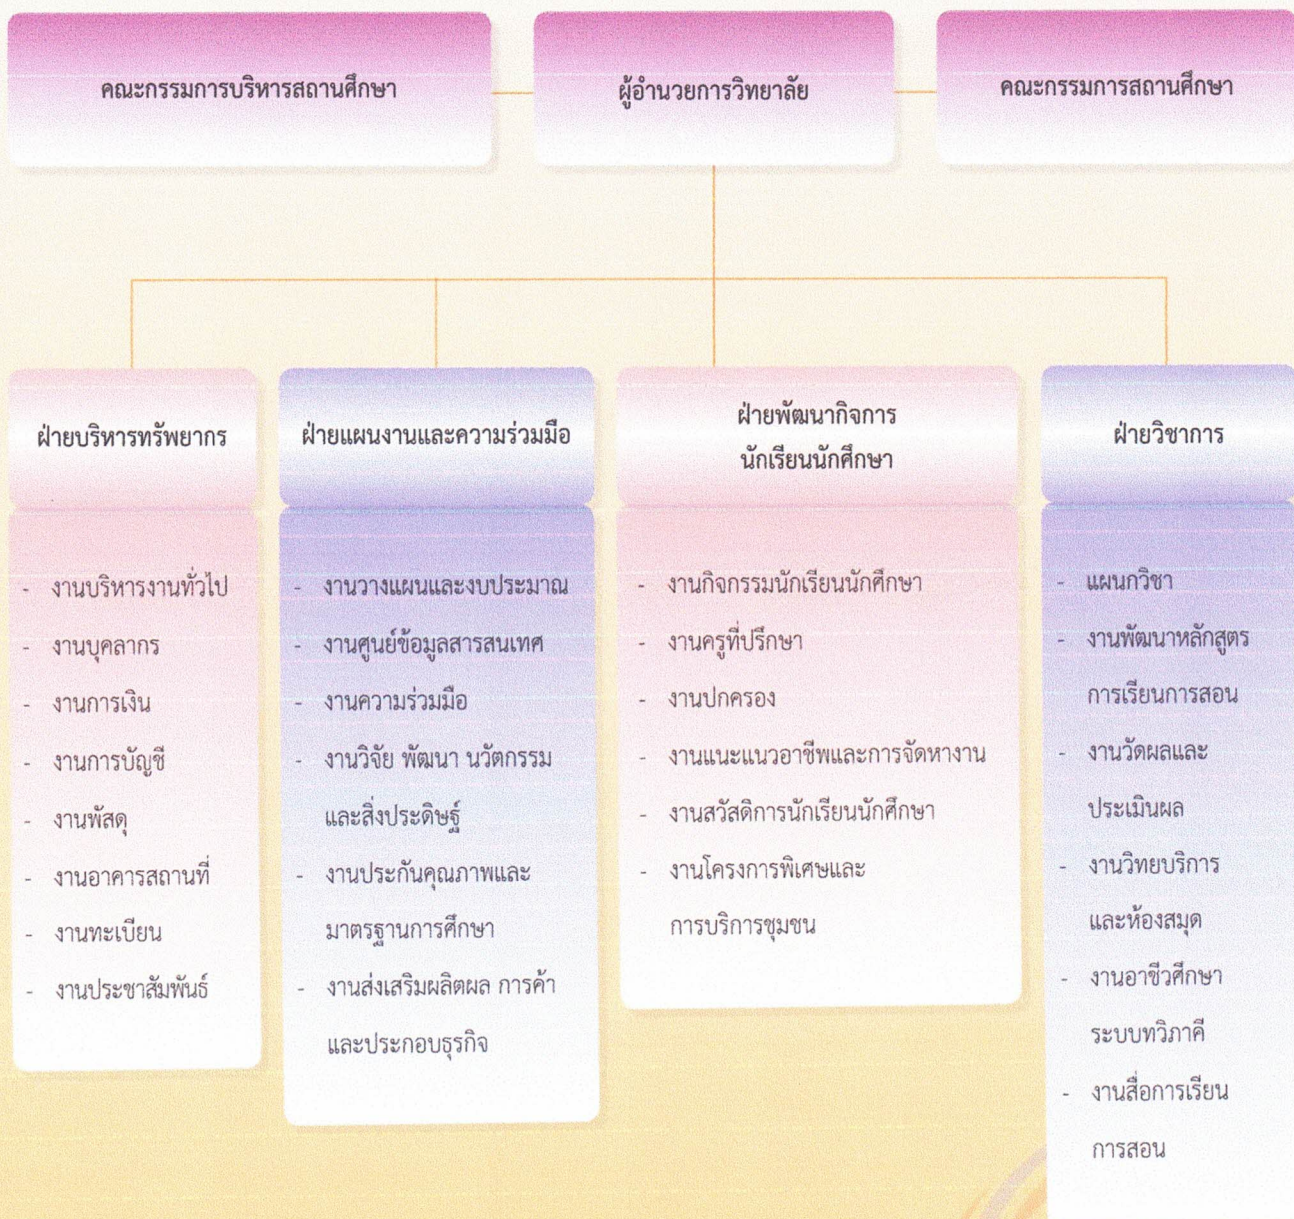 คณะกรรมการบริหารสถานศึกษา
ผู้อำนวยการวิทยาลัย
คณะกรรมการสถานศึกษา
ฝ่ายบริหารทรัพยากร
- งานบริหารงานทั่วไป
- งานบุคลากร
- งานการเงิน
- งานการบัญชี
- งานพัสดุ
- งานอาคารสถานที่
- งานทะเบียน
- งานประชาสัมพันธ์
ฝ่ายแผนงานและความร่วมมือ
- งานวางแผนและงบประมาณ
- งานศูนย์ข้อมูลสารสนเทศ
- งานความร่วมมือ
- งานวิจัย พัฒนา นวัตกรรม
และสิ่งประดิษฐ์
- งานประกันคุณภาพและ
มาตรฐานการศึกษา
- งานส่งเสริมผลิตผล การค้า
และประกอบธุรกิจ
ฝ่ายพัฒนากิจการ
นักเรียนนักศึกษา
- งานกิจกรรมนักเรียนนักศึกษา
- งานครูที่ปรึกษา
- งานปกครอง
- งานแนะแนวอาชีพและการจัดหางาน
- งานสวัสดิการนักเรียนนักศึกษา
- งานโครงการพิเศษและ
การบริการชุมชน
ฝ่ายวิชาการ
- แผนกวิชา
- งานพัฒนาหลักสูตร
การเรียนการสอน
- งานวัดผลและ
ประเมินผล
- งานวิทยบริการ
และห้องสมุด
- งานอาชีวศึกษา
ระบบทวิภาคี
- งานสื่อการเรียน
การสอน